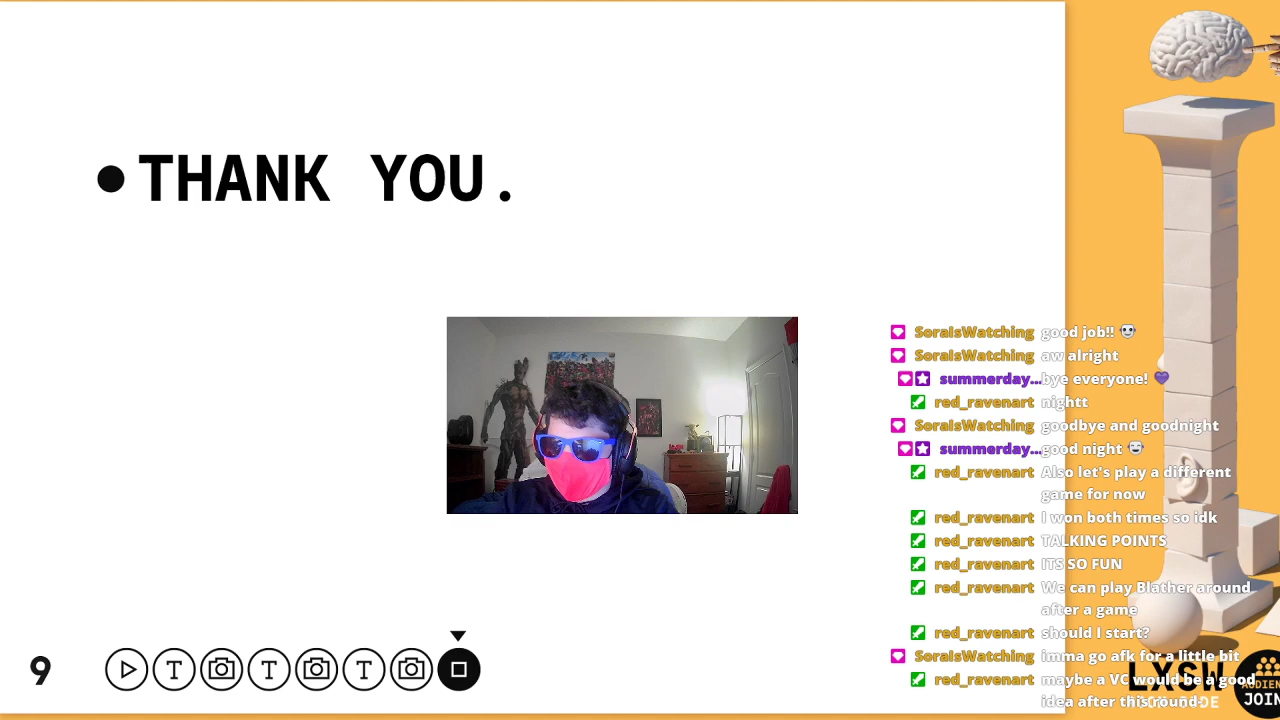 THANK YOU.
SoraIsWatching good job!!
SoraIsWatching aw alright
summerday... bye everyone!
red_ravenart nightt
SoraIsWatching goodbye and goodnight
summerday... good night
red_ravenart Also let's play a different
game for now
red_ravenart I won both times so idk
red_ravenart TALKING POINTS
red_ravenart ITS SO FUN
red_ravenart We can play Blather around
after a game
red_ravenart should I start?
SoraIsWatching imma go afk for a little bit
red_ravenart maybe a VC would be a good
idea after this round
9
T T T
LXSW
JOIN